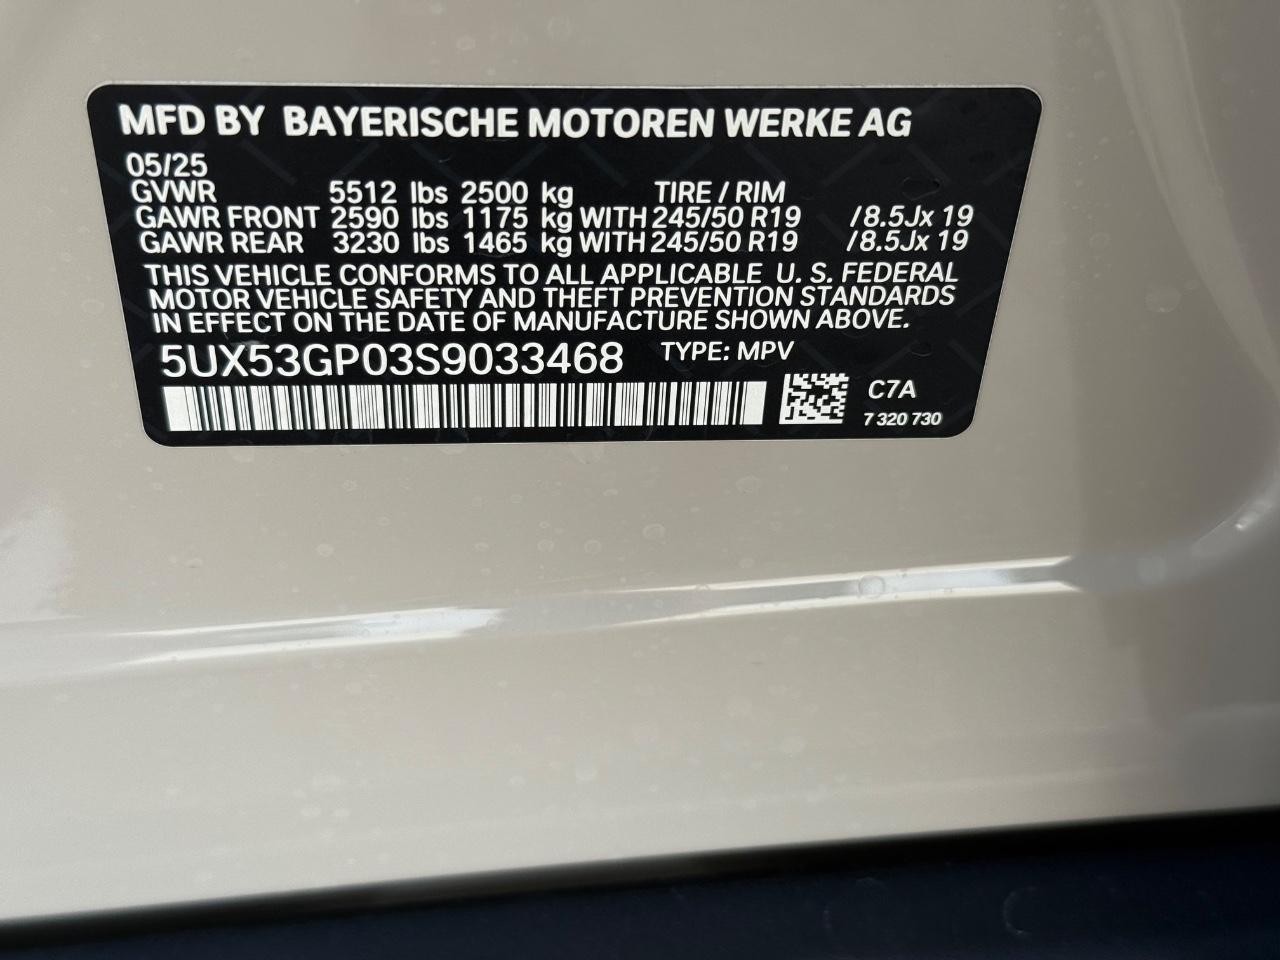 MFD BY BAYERISCHE MOTOREN WERKE AG
05/25
GVWR 5512 lbs 2500 kg TIRE / RIM
GAWR FRONT 2590 lbs 1175 kg WITH 245/50 R19 /8.5Jx 19
GAWR REAR 3230 lbs 1465 kg WITH 245/50 R19 /8.5Jx 19
THIS VEHICLE CONFORMS TO ALL APPLICABLE U. S. FEDERAL
MOTOR VEHICLE SAFETY AND THEFT PREVENTION STANDARDS
IN EFFECT ON THE DATE OF MANUFACTURE SHOWN ABOVE.
5UX53GP03S9033468 TYPE: MPV
C7A
7 320 730